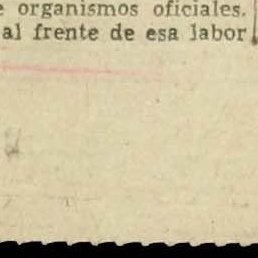 organismos oficiales.
al frente de esa labor